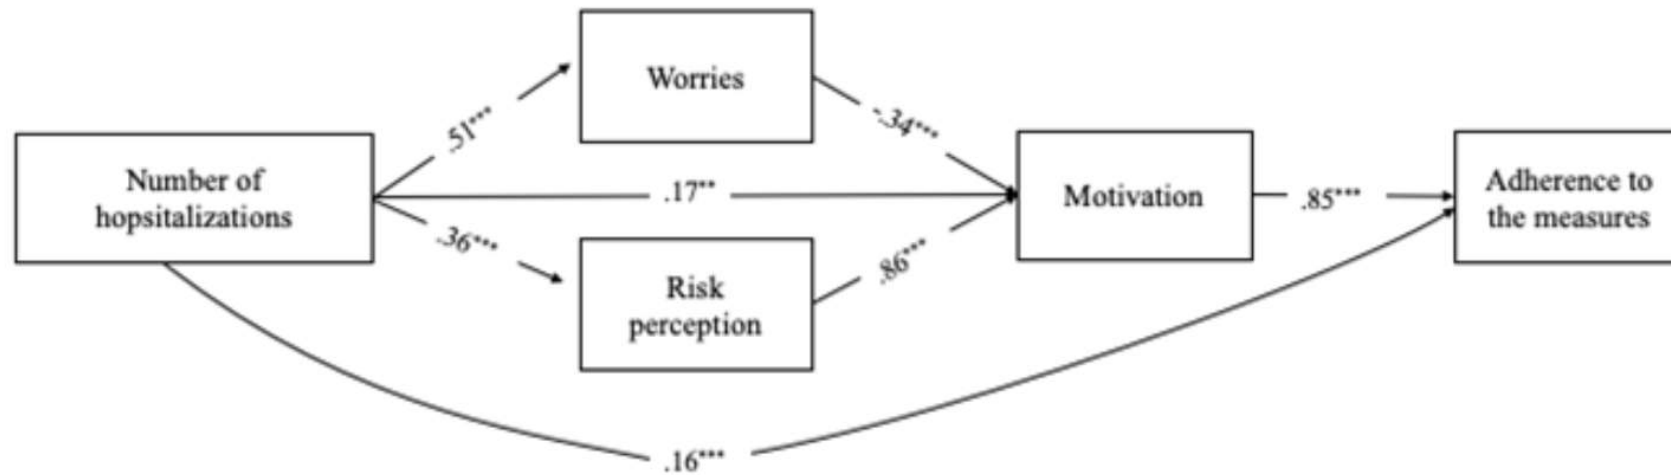 Worries
.51***
-.34***
Number of
hopsitalizations
.17**
Motivation
.85***
Adherence to
the measures
.36***
.86***
Risk
perception
.16***